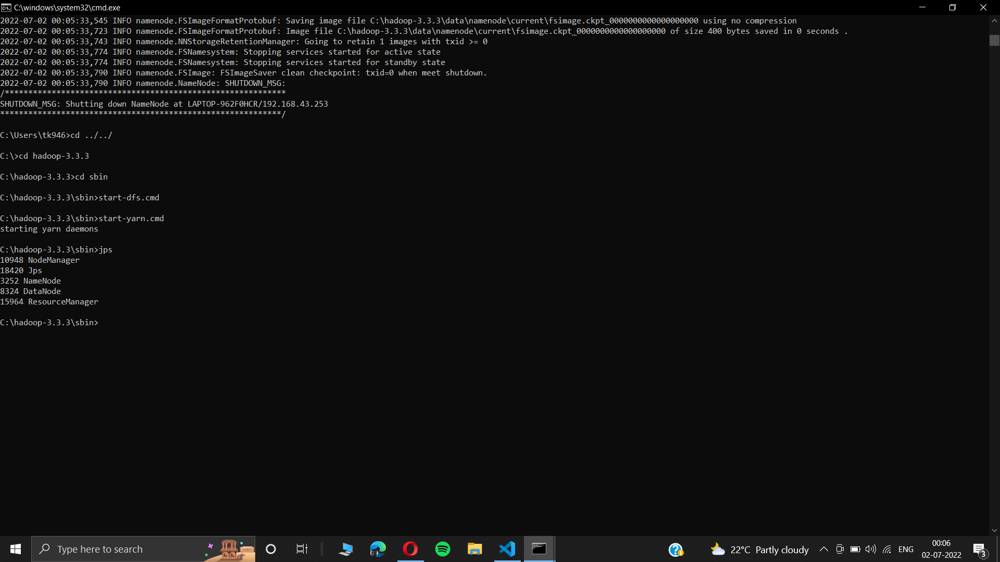 C:\windows\system32\cmd.exe
2022-07-02 00:05:33,545 INFO namenode.FSImageFormatProtobuf: Saving image file C:\hadoop-3.3.3\data\namenode\current\fsimage.ckpt_0000000000000000000 using no compression
2022-07-02 00:05:33,723 INFO namenode.FSImageFormatProtobuf: Image file C:\hadoop-3.3.3\data\namenode\current\fsimage.ckpt_0000000000000000000 of size 400 bytes saved in 0 seconds .
2022-07-02 00:05:33,743 INFO namenode.NNStorageRetentionManager: Going to retain 1 images with txid >= 0
2022-07-02 00:05:33,774 INFO namenode.FSNamesystem: Stopping services started for active state
2022-07-02 00:05:33,774 INFO namenode.FSNamesystem: Stopping services started for standby state
2022-07-02 00:05:33,790 INFO namenode.FSImage: FSImageSaver clean checkpoint: txid=0 when meet shutdown.
2022-07-02 00:05:33,790 INFO namenode.NameNode: SHUTDOWN_MSG:
/************************************************************
SHUTDOWN_MSG: Shutting down NameNode at LAPTOP-962F0HCR/192.168.43.253
************************************************************/
C:\Users\tk946>cd ../../
C:\>cd hadoop-3.3.3
C:\hadoop-3.3.3>cd sbin
C:\hadoop-3.3.3\sbin>start-dfs.cmd
C:\hadoop-3.3.3\sbin>start-yarn.cmd
starting yarn daemons
C:\hadoop-3.3.3\sbin>jps
10948 NodeManager
18420 Jps
3252 NameNode
8324 DataNode
15964 ResourceManager
C:\hadoop-3.3.3\sbin>
Type here to search
22°C Partly cloudy
ENG
00:06
02-07-2022
3